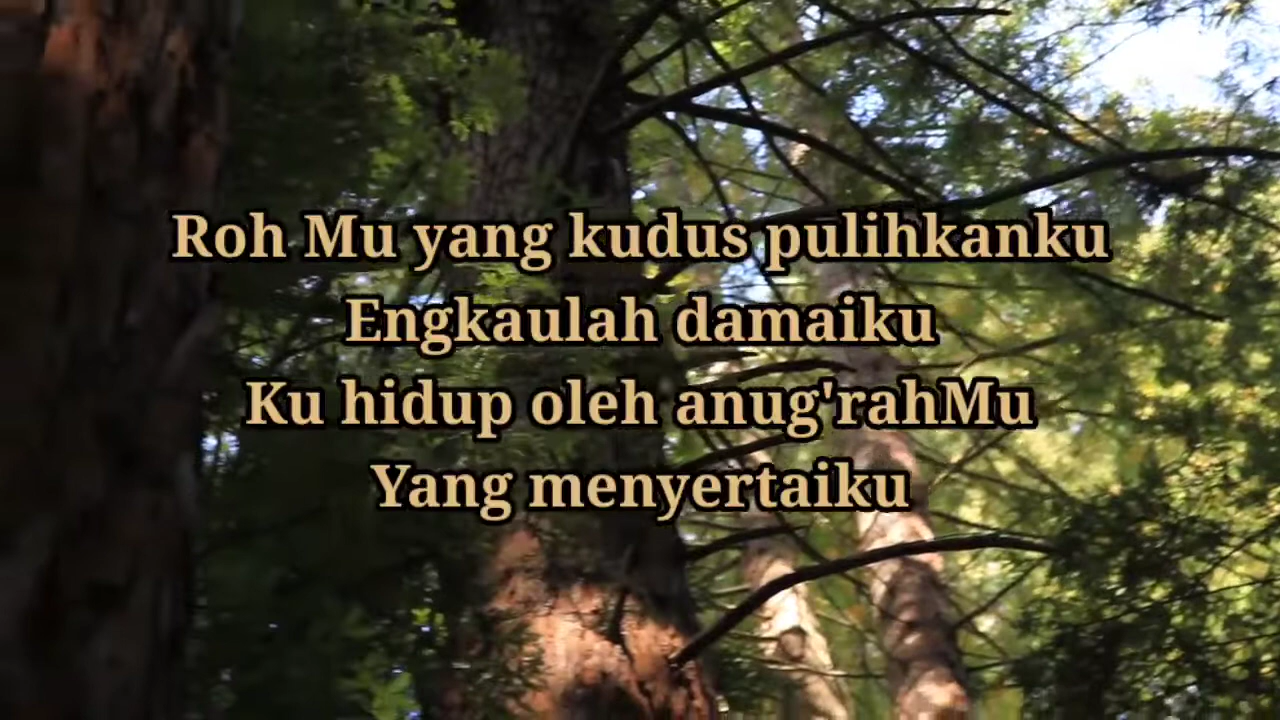 Roh Mu yang kudus pulihkanku
Engkaulah damaiku
Ku hidup oleh anug'rahMu
Yang menyertaiku